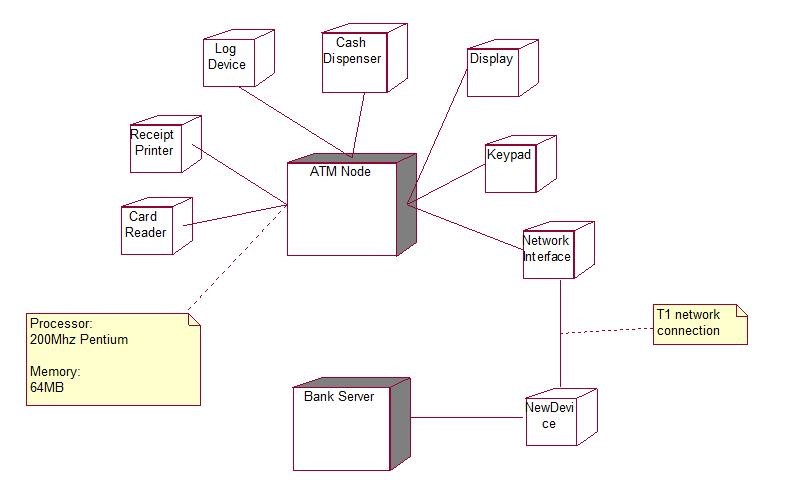 Log
Device
Cash
Dispenser
Display
Receipt
Printer
ATM Node
Keypad
Card
Reader
Network
Interface
Processor:
200Mhz Pentium
Memory:
64MB
T1 network
connection
Bank Server
NewDevi
ce